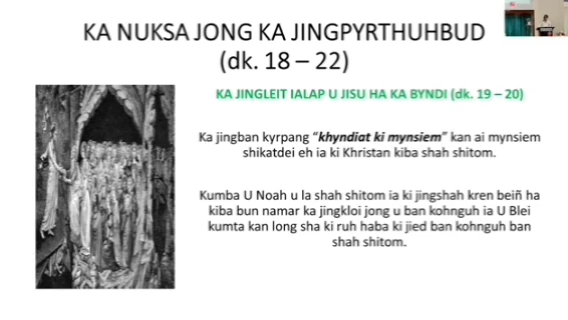 KA NUKSA JONG KA JINGPYRTHUHBUD
(dk. 18 – 22)
KA JINGLEIT IALAP U JISU HA KA BYNDI (dk. 19 – 20)
Ka jingban kyrpang “khyndiat ki mynsiem” kan ai mynsiem
shikatdei eh ia ki Khristan kiba shah shitom.
Kumba U Noah u la shah shitom ia ki jingshah kren beiñ ha
kiba bun namar ka jingkloi jong u ban kohnguh ia U Blei
kumta kan long sha ki ruh haba ki jied ban kohnguh ban
shah shitom.